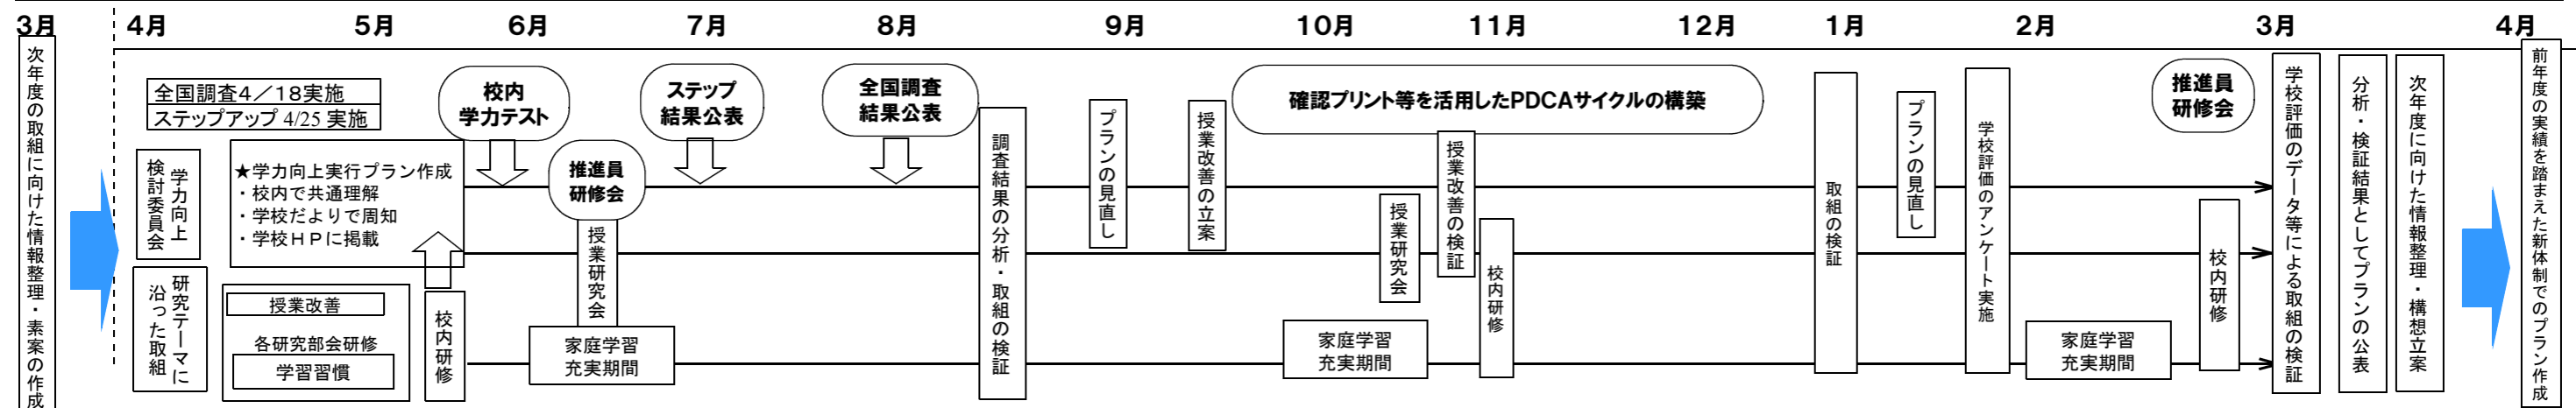 3月 4月 5月 6月 7月 8月 9月 10月 11月 12月 1月 2月 3月 4月
次年度の取組に向けた情報整理・素案の作成
全国調査4／18実施
ステップアップ 4/25 実施
学力向上
検討委員会
研究テーマに
沿った取組
★学力向上実行プラン作成
・校内で共通理解
・学校だよりで周知
・学校ＨＰに掲載
授業改善
各研究部会研修
学習習慣
校内研修
校内
学力テスト
推進員
研修会
授業研究会
家庭学習
充実期間
ステップ
結果公表
全国調査
結果公表
調査結果の分析・取組の検証
プランの見直し
授業改善の立案
確認プリント等を活用したPDCAサイクルの構築
家庭学習
充実期間
授業研究会
授業改善の検証
校内研修
取組の検証
プランの見直し
学校評価のアンケート実施
家庭学習
充実期間
推進員
研修会
校内研修
学校評価のデータ等による取組の検証
分析・検証結果としてプランの公表
次年度に向けた情報整理・構想立案
前年度の実績を踏まえた新体制でのプラン作成